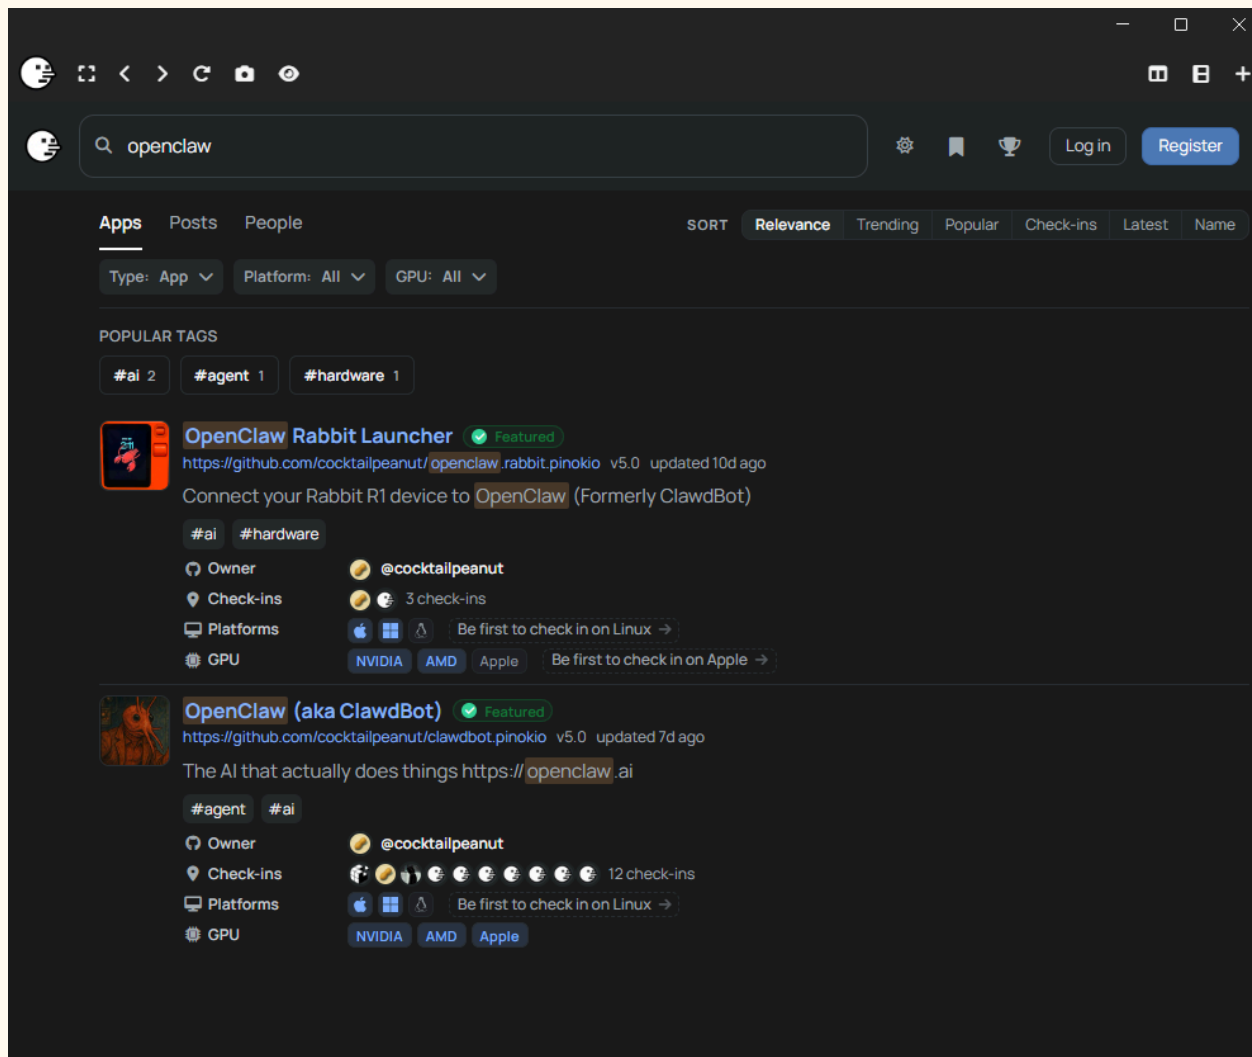 openclaw
Log in
Register
Apps Posts People
SORT Relevance Trending Popular Check-ins Latest Name
Type: App Platform: All GPU: All
POPULAR TAGS
#ai 2 #agent 1 #hardware 1
OpenClaw Rabbit Launcher Featured
https://github.com/cocktailpeanut/openclaw.rabbit.pinokio v5.0 updated 10d ago
Connect your Rabbit R1 device to OpenClaw (Formerly ClawdBot)
#ai #hardware
Owner @cocktailpeanut
Check-ins 3 check-ins
Platforms Be first to check in on Linux →
GPU NVIDIA AMD Apple Be first to check in on Apple →
OpenClaw (aka ClawdBot) Featured
https://github.com/cocktailpeanut/clawdbot.pinokio v5.0 updated 7d ago
The AI that actually does things https://openclaw.ai
#agent #ai
Owner @cocktailpeanut
Check-ins 12 check-ins
Platforms Be first to check in on Linux →
GPU NVIDIA AMD Apple